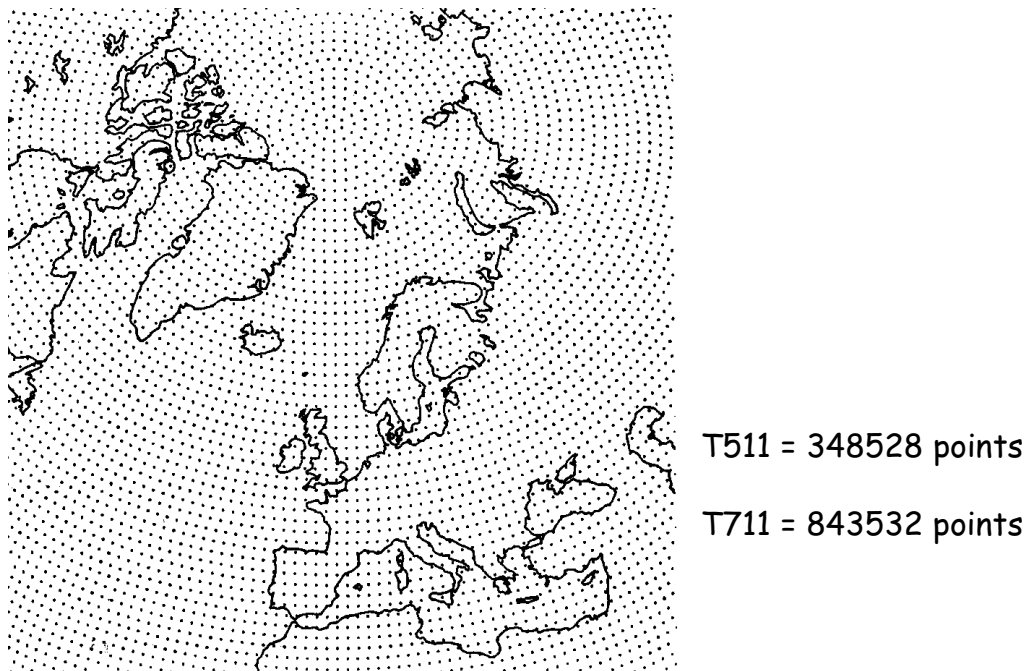 T511 = 348528 points
T711 = 843532 points